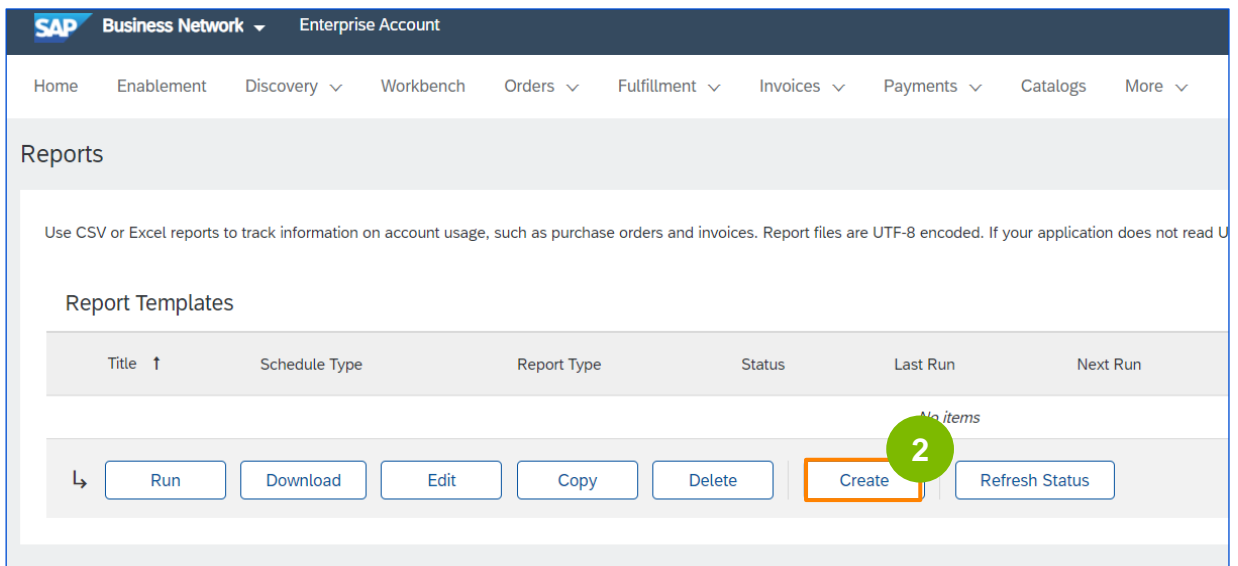 SAP Business Network Enterprise Account
Home Enablement Discovery Workbench Orders Fulfillment Invoices Payments Catalogs More
Reports
Use CSV or Excel reports to track information on account usage, such as purchase orders and invoices. Report files are UTF-8 encoded. If your application does not read U
Report Templates
Title ↑ Schedule Type Report Type Status Last Run Next Run
No items
2
Run Download Edit Copy Delete Create Refresh Status